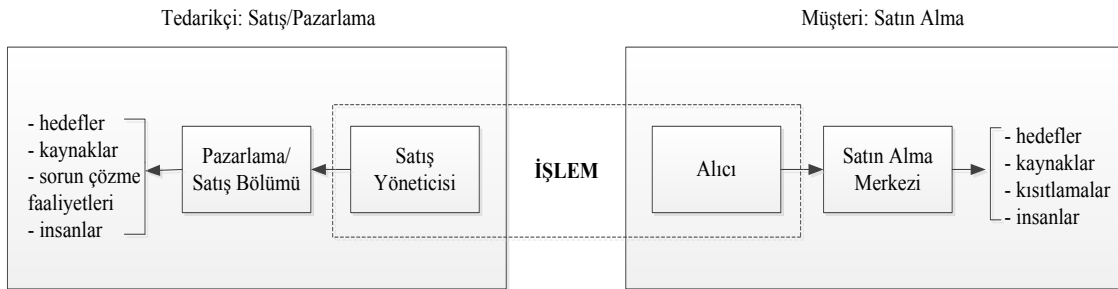 Tedarikçi: Satış/Pazarlama
Müşteri: Satın Alma
- hedefler
- kaynaklar
- sorun çözme
faaliyetleri
- insanlar
Pazarlama/
Satış Bölümü
Satış
Yöneticisi
İŞLEM
Alıcı
Satın Alma
Merkezi
- hedefler
- kaynaklar
- kısıtlamalar
- insanlar